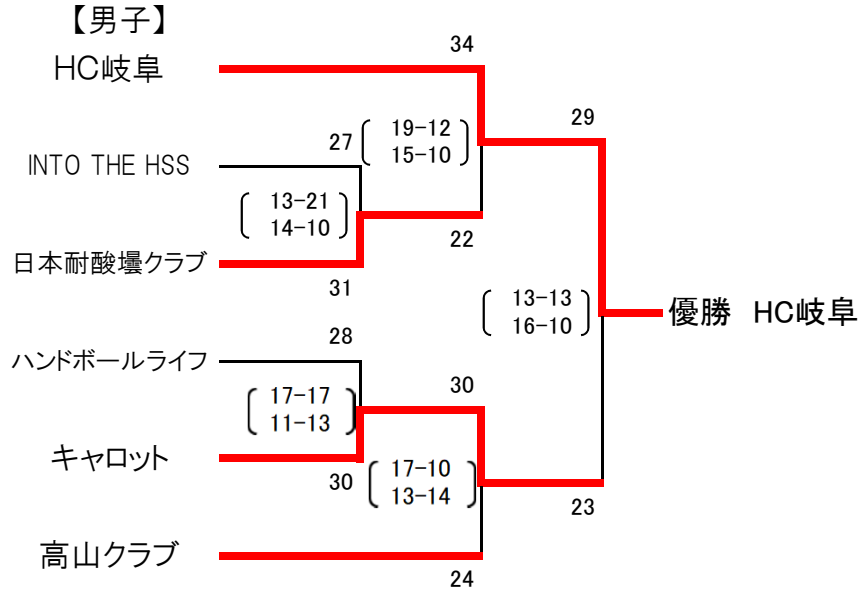 【男子】
34
HC岐阜
29
27
19-12
15-10
INTO THE HSS
13-21
14-10
22
日本耐酸壜クラブ
31
13-13
16-10
優勝 HC岐阜
28
ハンドボールライフ
30
17-17
11-13
キャロット
30
17-10
13-14
23
高山クラブ
24